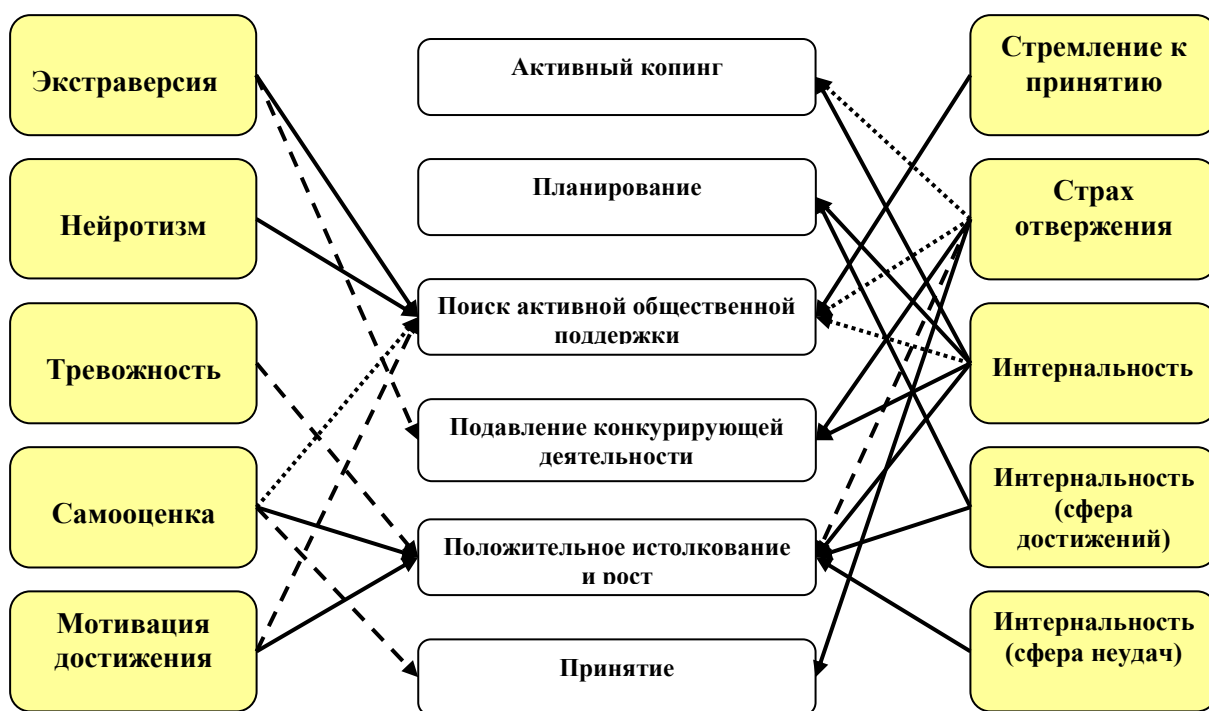 Экстраверсия
Нейротизм
Тревожность
Самооценка
Мотивация
достижения
Активный копинг
Планирование
Поиск активной общественной
поддержки
Подавление конкурирующей
деятельности
Положительное истолкование
и рост
Принятие
Стремление к
принятию
Страх
отвержения
Интернальность
Интернальность
(сфера
достижений)
Интернальность
(сфера неудач)